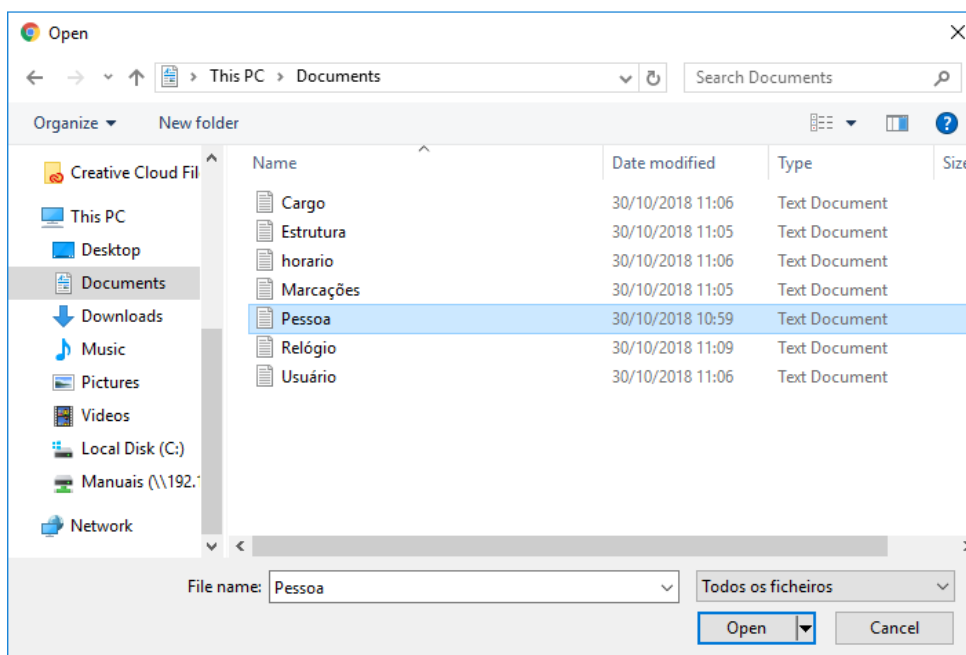 Open
This PC > Documents
Search Documents
Organize
New folder
Name
Date modified
Type
Size
Creative Cloud Fil
This PC
Desktop
Documents
Downloads
Music
Pictures
Videos
Local Disk (C:)
Manuais (\\192.1
Network
Cargo 30/10/2018 11:06 Text Document
Estrutura 30/10/2018 11:05 Text Document
horario 30/10/2018 11:06 Text Document
Marcações 30/10/2018 11:05 Text Document
Pessoa 30/10/2018 10:59 Text Document
Relógio 30/10/2018 11:09 Text Document
Usuário 30/10/2018 11:06 Text Document
File name: Pessoa
Todos os ficheiros
Open
Cancel